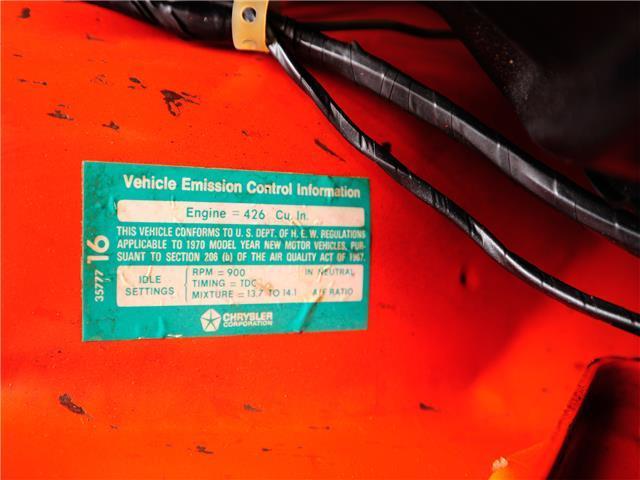 Vehicle Emission Control Information
Engine = 426 Cu. In.
THIS VEHICLE CONFORMS TO U. S. DEPT. OF H. E. W. REGULATIONS
APPLICABLE TO 1970 MODEL YEAR NEW MOTOR VEHICLES, PUR-
SUANT TO SECTION 206 (b) OF THE AIR QUALITY ACT OF 1967.
IDLE SETTINGS
RPM = 900 IN NEUTRAL
TIMING = TDC
MIXTURE = 13.7 TO 14.1 AIR RATIO
CHRYSLER
CORPORATION
35777 16